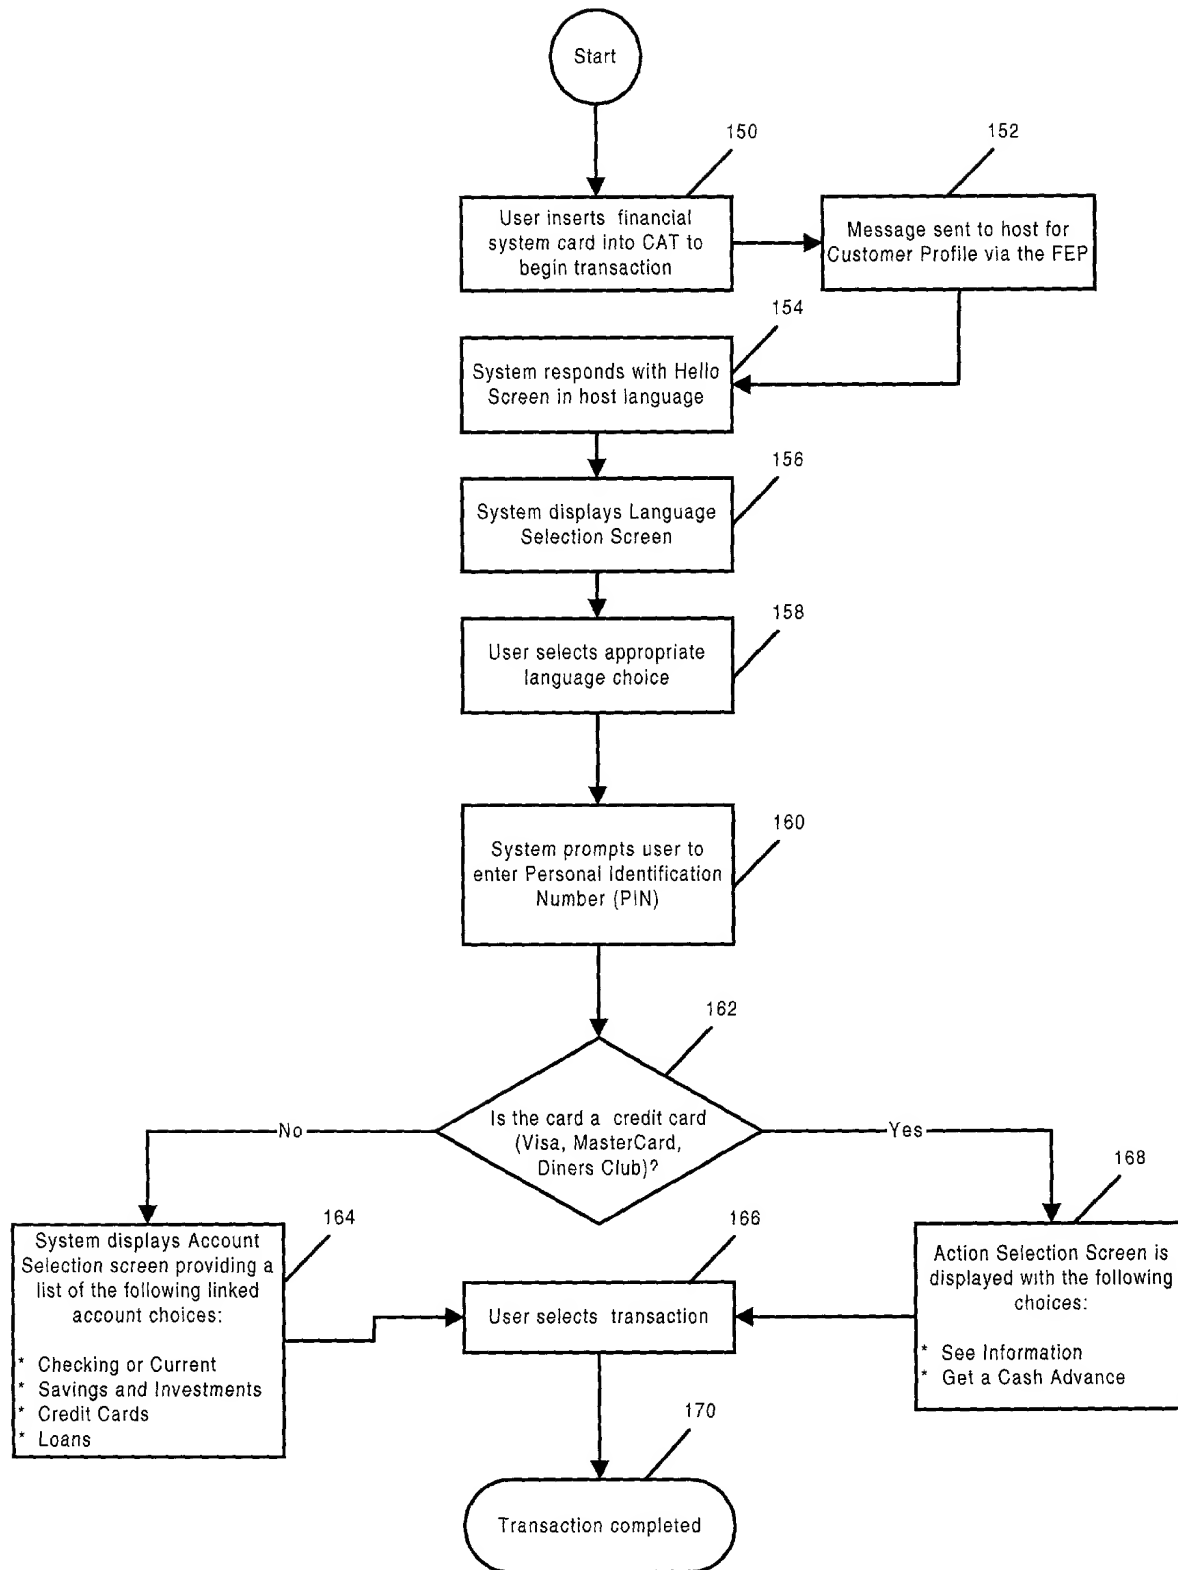 Start
150
152
User inserts financial
system card into CAT to
begin transaction
Message sent to host for
Customer Profile via the FEP
154
System responds with Hello
Screen in host language
156
System displays Language
Selection Screen
158
User selects appropriate
language choice
160
System prompts user to
enter Personal Identification
Number (PIN)
162
Is the card a credit card
(Visa, MasterCard,
Diners Club)?
No
Yes
164
System displays Account
Selection screen providing a
list of the following linked
account choices:
* Checking or Current
* Savings and Investments
* Credit Cards
* Loans
166
User selects transaction
168
Action Selection Screen is
displayed with the following
choices:
* See Information
* Get a Cash Advance
170
Transaction completed